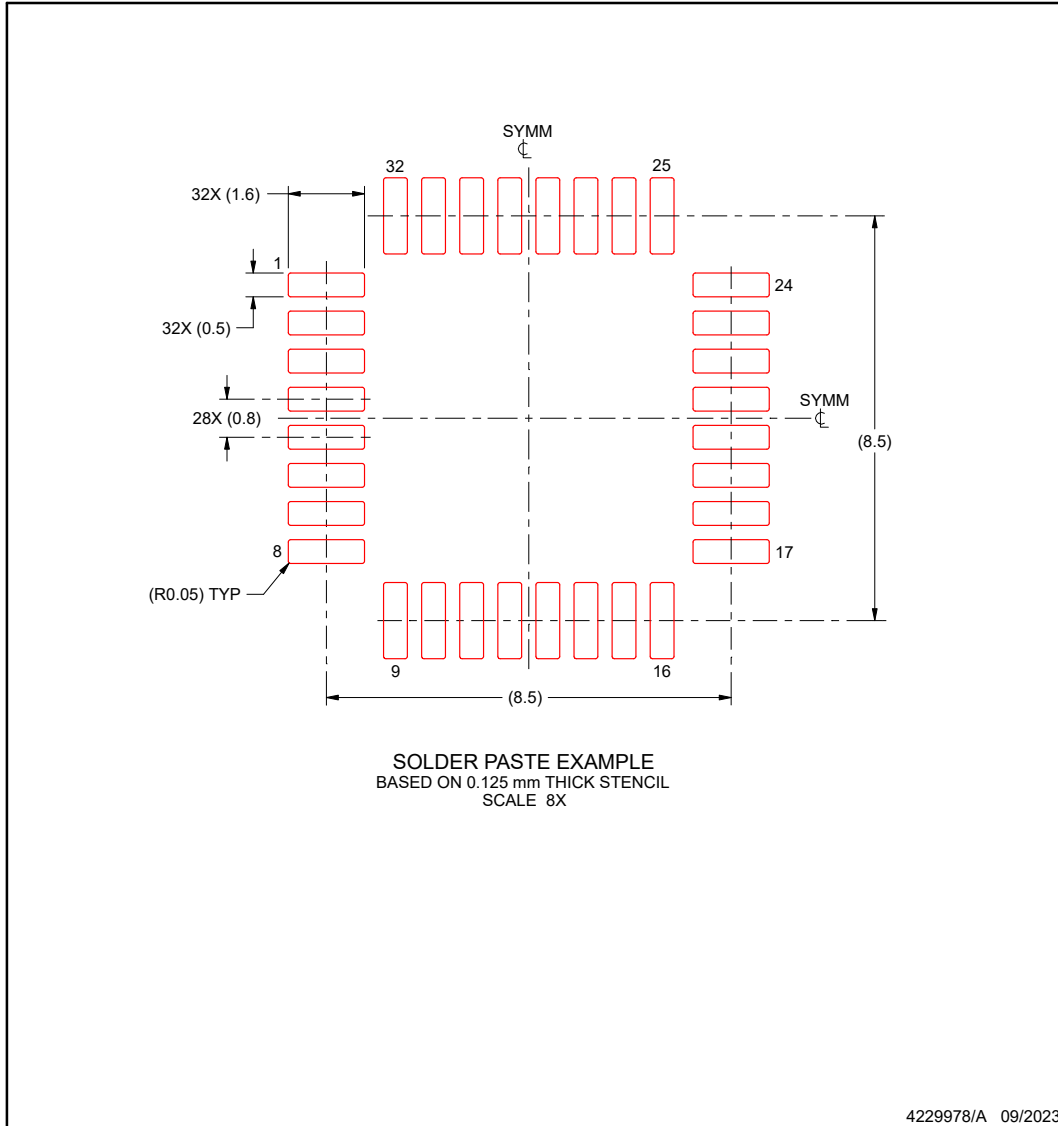 SYMM
℄
32
25
32X (1.6)
1
24
32X (0.5)
SYMM
℄
28X (0.8)
(8.5)
8
17
(R0.05) TYP
9
16
(8.5)
SOLDER PASTE EXAMPLE
BASED ON 0.125 mm THICK STENCIL
SCALE 8X
4229978/A 09/2023